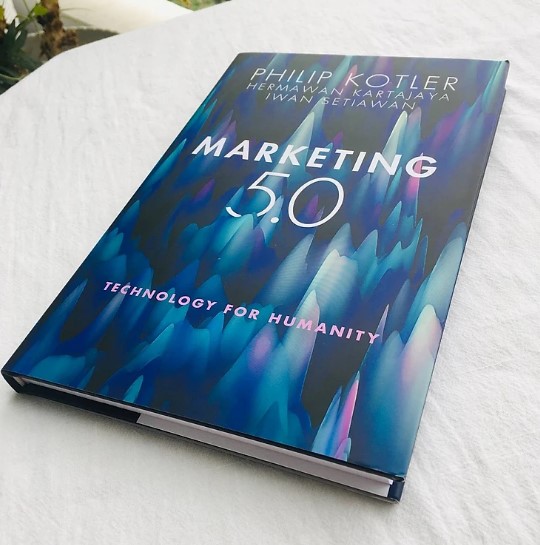 PHILIP KOTLER
HERMAWAN KARTAJAYA
IWAN SETIAWAN
MARKETING
5.0
TECHNOLOGY FOR HUMANITY